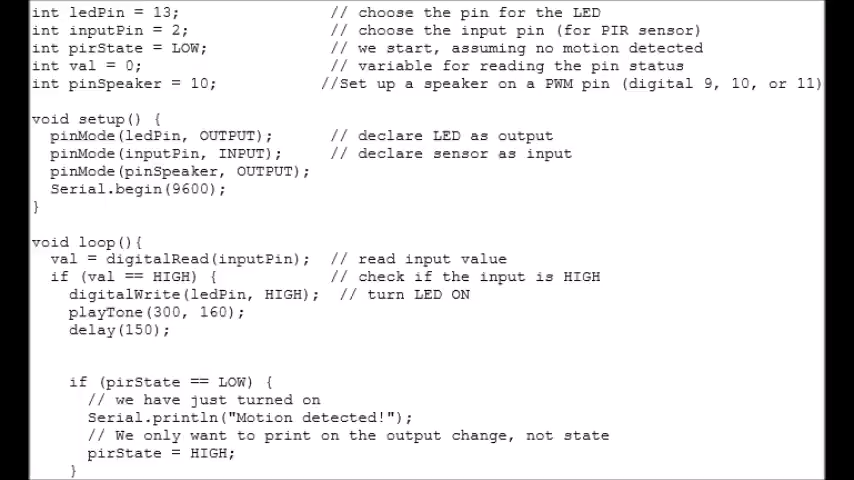 int ledPin = 13;                // choose the pin for the LED
int inputPin = 2;               // choose the input pin (for PIR sensor)
int pirState = LOW;             // we start, assuming no motion detected
int val = 0;                    // variable for reading the pin status
int pinSpeaker = 10;           //Set up a speaker on a PWM pin (digital 9, 10, or 11)

void setup() {
  pinMode(ledPin, OUTPUT);      // declare LED as output
  pinMode(inputPin, INPUT);     // declare sensor as input
  pinMode(pinSpeaker, OUTPUT);
  Serial.begin(9600);
}

void loop(){
  val = digitalRead(inputPin);  // read input value
  if (val == HIGH) {            // check if the input is HIGH
    digitalWrite(ledPin, HIGH);  // turn LED ON
    playTone(300, 160);
    delay(150);

    if (pirState == LOW) {
      // we have just turned on
      Serial.println("Motion detected!");
      // We only want to print on the output change, not state
      pirState = HIGH;
    }